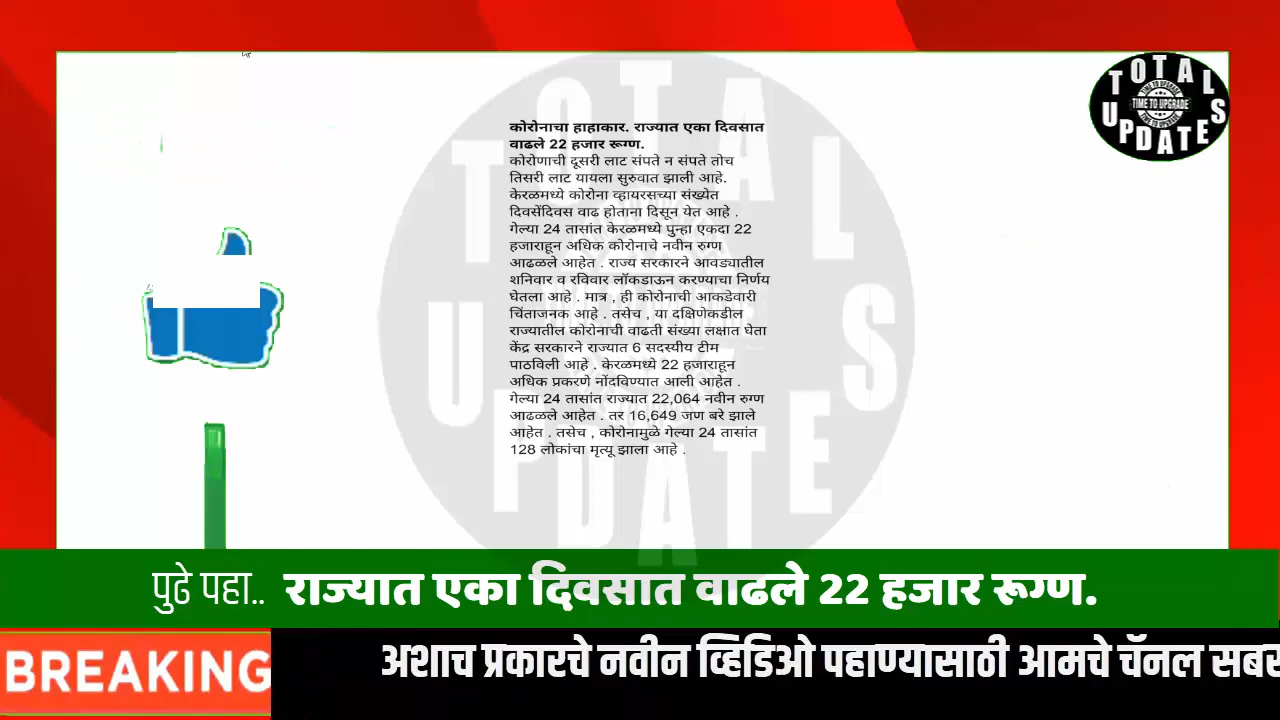 TOTAL
TIME TO UPGRADE
UPDATES
कोरोनाचा हाहाकार. राज्यात एका दिवसात
वाढले 22 हजार रूग्ण.
कोरोणाची दूसरी लाट संपते न संपते तोच
तिसरी लाट यायला सुरुवात झाली आहे.
केरळमध्ये कोरोना व्हायरसच्या संख्येत
दिवसेंदिवस वाढ होताना दिसून येत आहे .
गेल्या 24 तासांत केरळमध्ये पुन्हा एकदा 22
हजाराहून अधिक कोरोनाचे नवीन रुग्ण
आढळले आहेत . राज्य सरकारने आवड्यातील
शनिवार व रविवार लॉकडाऊन करण्याचा निर्णय
घेतला आहे . मात्र , ही कोरोनाची आकडेवारी
चिंताजनक आहे . तसेच , या दक्षिणेकडील
राज्यातील कोरोनाची वाढती संख्या लक्षात घेता
केंद्र सरकारने राज्यात 6 सदस्यीय टीम
पाठविली आहे . केरळमध्ये 22 हजाराहून
अधिक प्रकरणे नोंदविण्यात आली आहेत .
गेल्या 24 तासांत राज्यात 22,064 नवीन रुग्ण
आढळले आहेत . तर 16,649 जण बरे झाले
आहेत . तसेच , कोरोनामुळे गेल्या 24 तासांत
128 लोकांचा मृत्यू झाला आहे .
पुढे पहा.. राज्यात एका दिवसात वाढले 22 हजार रूग्ण.
BREAKING अशाच प्रकारचे नवीन व्हिडिओ पहाण्यासाठी आमचे चॅनल